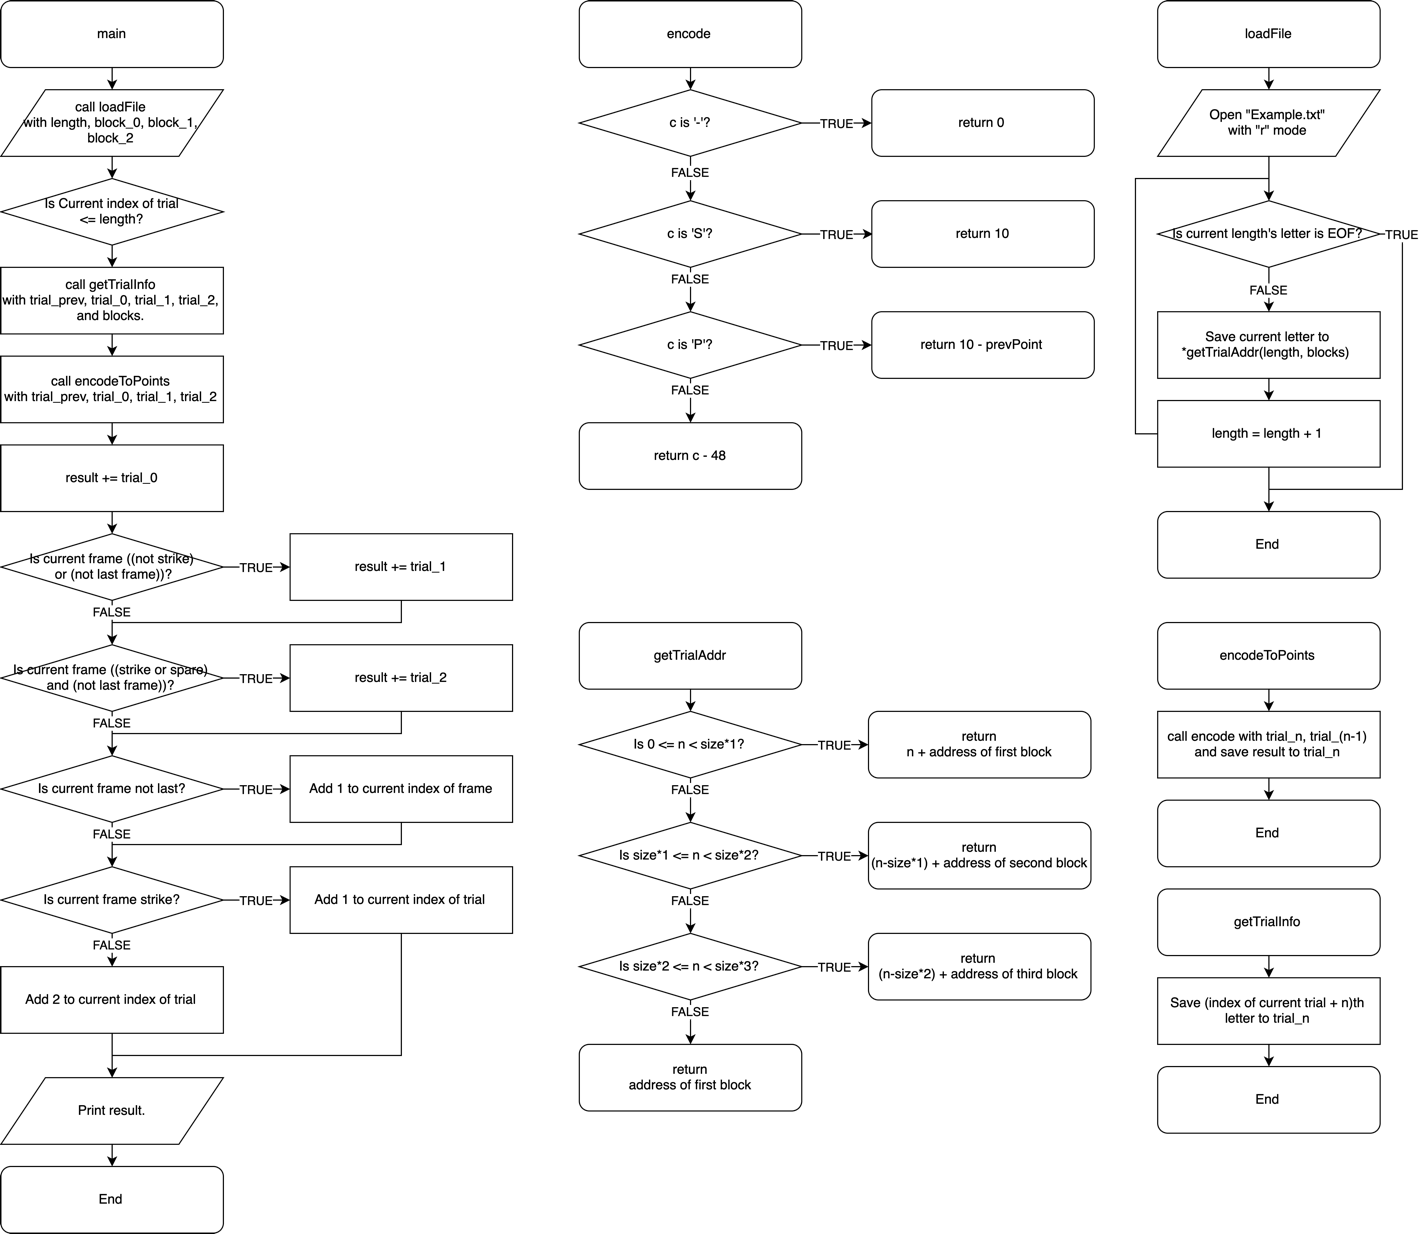 main
call loadFile
with length, block_0, block_1,
block_2
Is Current index of trial
<= length?
call getTrialInfo
with trial_prev, trial_0, trial_1, trial_2,
and blocks.
call encodeToPoints
with trial_prev, trial_0, trial_1, trial_2
result += trial_0
Is current frame ((not strike)
or (not last frame))?
TRUE
result += trial_1
FALSE
Is current frame ((strike or spare)
and (not last frame))?
TRUE
result += trial_2
FALSE
Is current frame not last?
TRUE
Add 1 to current index of frame
FALSE
Is current frame strike?
TRUE
Add 1 to current index of trial
FALSE
Add 2 to current index of trial
Print result.
End
encode
c is '-'?
TRUE
return 0
FALSE
c is 'S'?
TRUE
return 10
FALSE
c is 'P'?
TRUE
return 10 - prevPoint
FALSE
return c - 48
getTrialAddr
Is 0 <= n < size*1?
TRUE
return
n + address of first block
FALSE
Is size*1 <= n < size*2?
TRUE
return
(n-size*1) + address of second block
FALSE
Is size*2 <= n < size*3?
TRUE
return
(n-size*2) + address of third block
FALSE
return
address of first block
loadFile
Open "Example.txt"
with "r" mode
Is current length's letter is EOF?
TRUE
FALSE
Save current letter to
*getTrialAddr(length, blocks)
length = length + 1
End
encodeToPoints
call encode with trial_n, trial_(n-1)
and save result to trial_n
End
getTrialInfo
Save (index of current trial + n)th
letter to trial_n
End